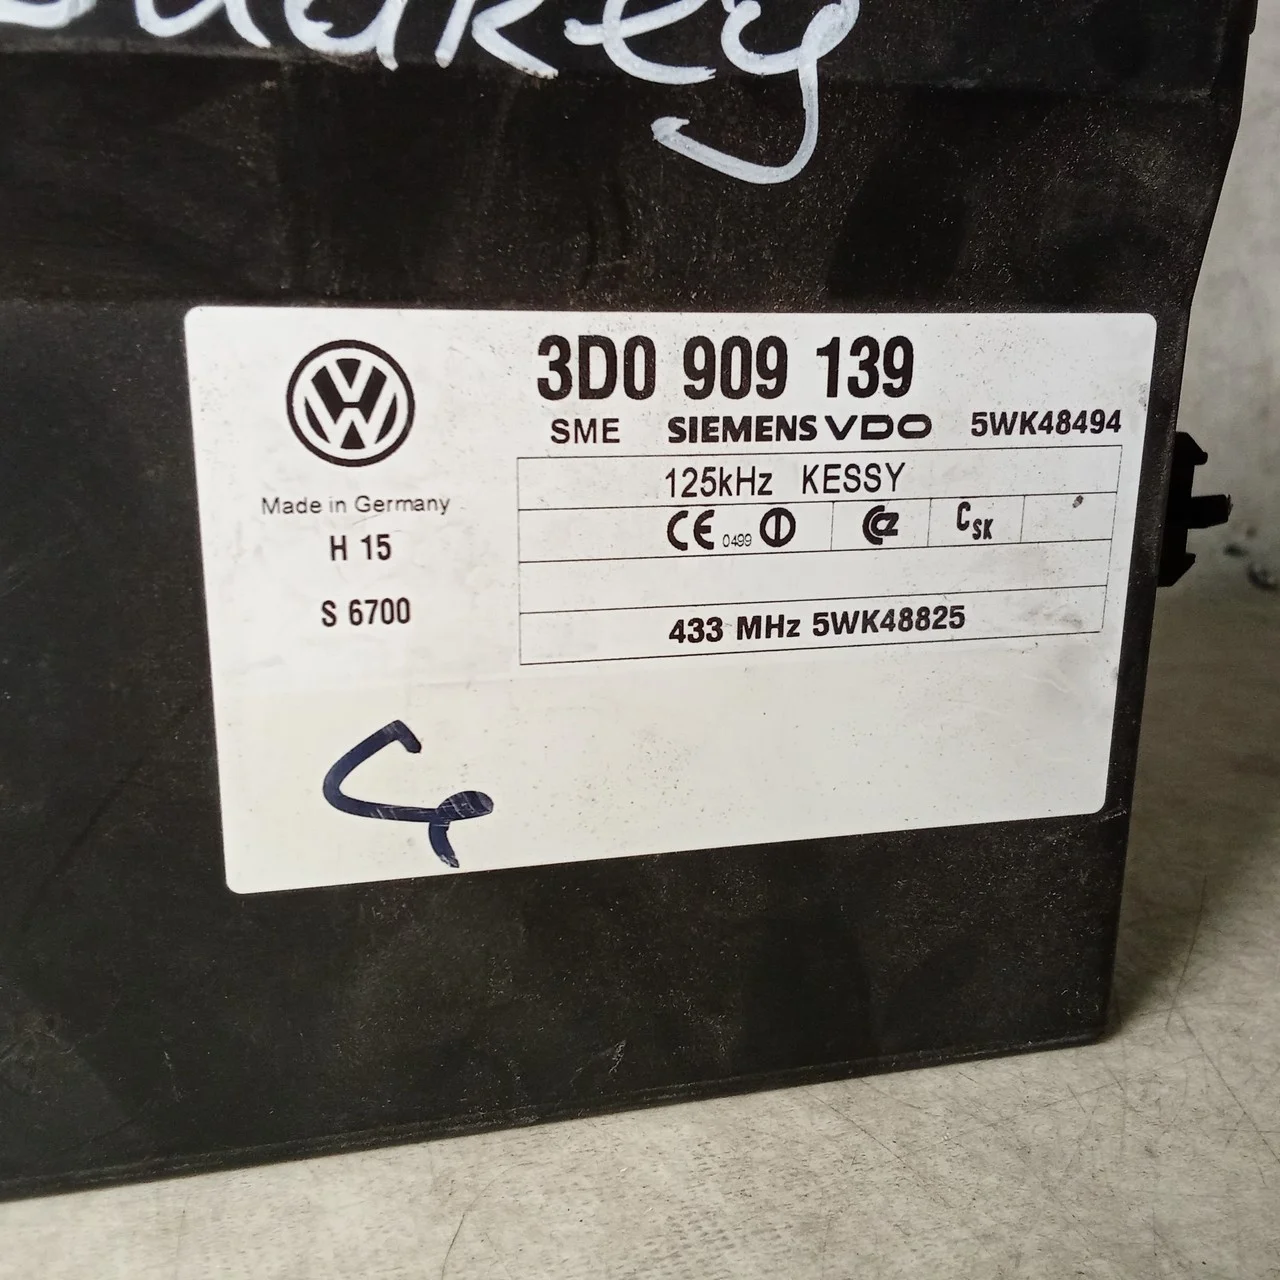 3D0 909 139
SME SIEMENS VDO 5WK48494
125kHz KESSY
Made in Germany
CE 0499
CSK
H 15
S 6700
433 MHz 5WK48825